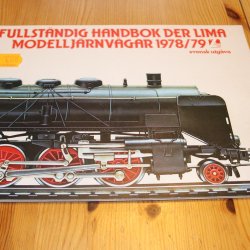 FULLSTÄNDIG HANDBOK DER LIMA
MODELLJÄRNVÄGAR 1978/79
svensk utgåva